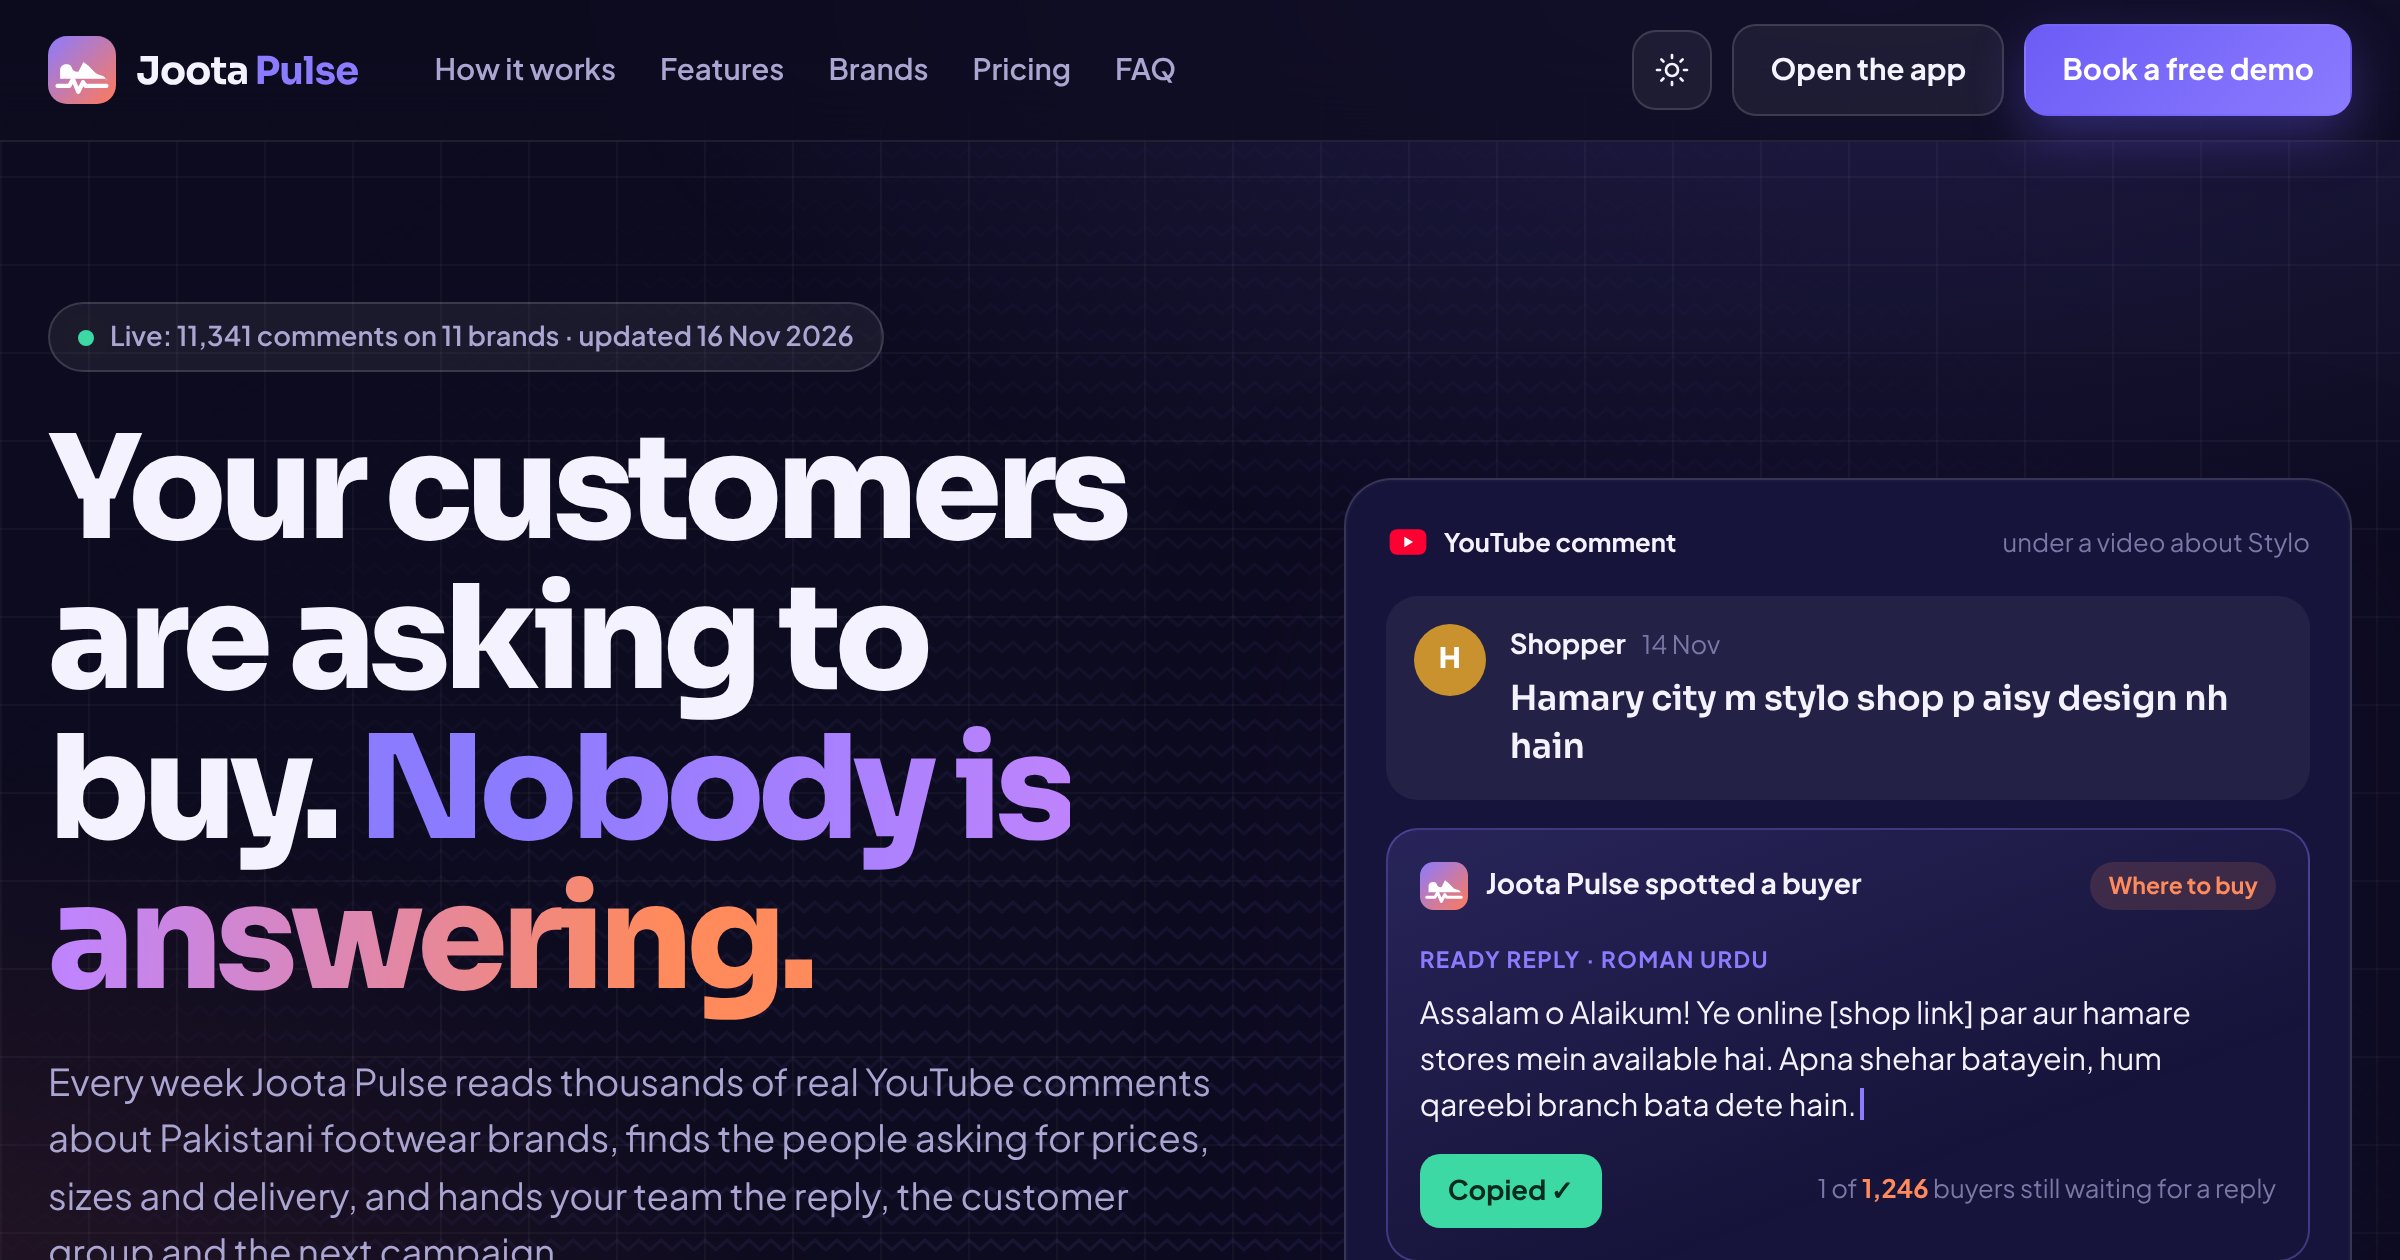 Joota Pulse
How it works
Features
Brands
Pricing
FAQ
Open the app
Book a free demo
Live: 11,341 comments on 11 brands · updated 16 Nov 2026
Your customers
are asking to
buy. Nobody is
answering.
Every week Joota Pulse reads thousands of real YouTube comments
about Pakistani footwear brands, finds the people asking for prices,
sizes and delivery, and hands your team the reply, the customer
group and the next campaign.
YouTube comment
under a video about Stylo
H
Shopper 14 Nov
Hamary city m stylo shop p aisy design nh
hain
Joota Pulse spotted a buyer
Where to buy
READY REPLY · ROMAN URDU
Assalam o Alaikum! Ye online [shop link] par aur hamare
stores mein available hai. Apna shehar batayein, hum
qareebi branch bata dete hain.
Copied ✓
1 of 1,246 buyers still waiting for a reply